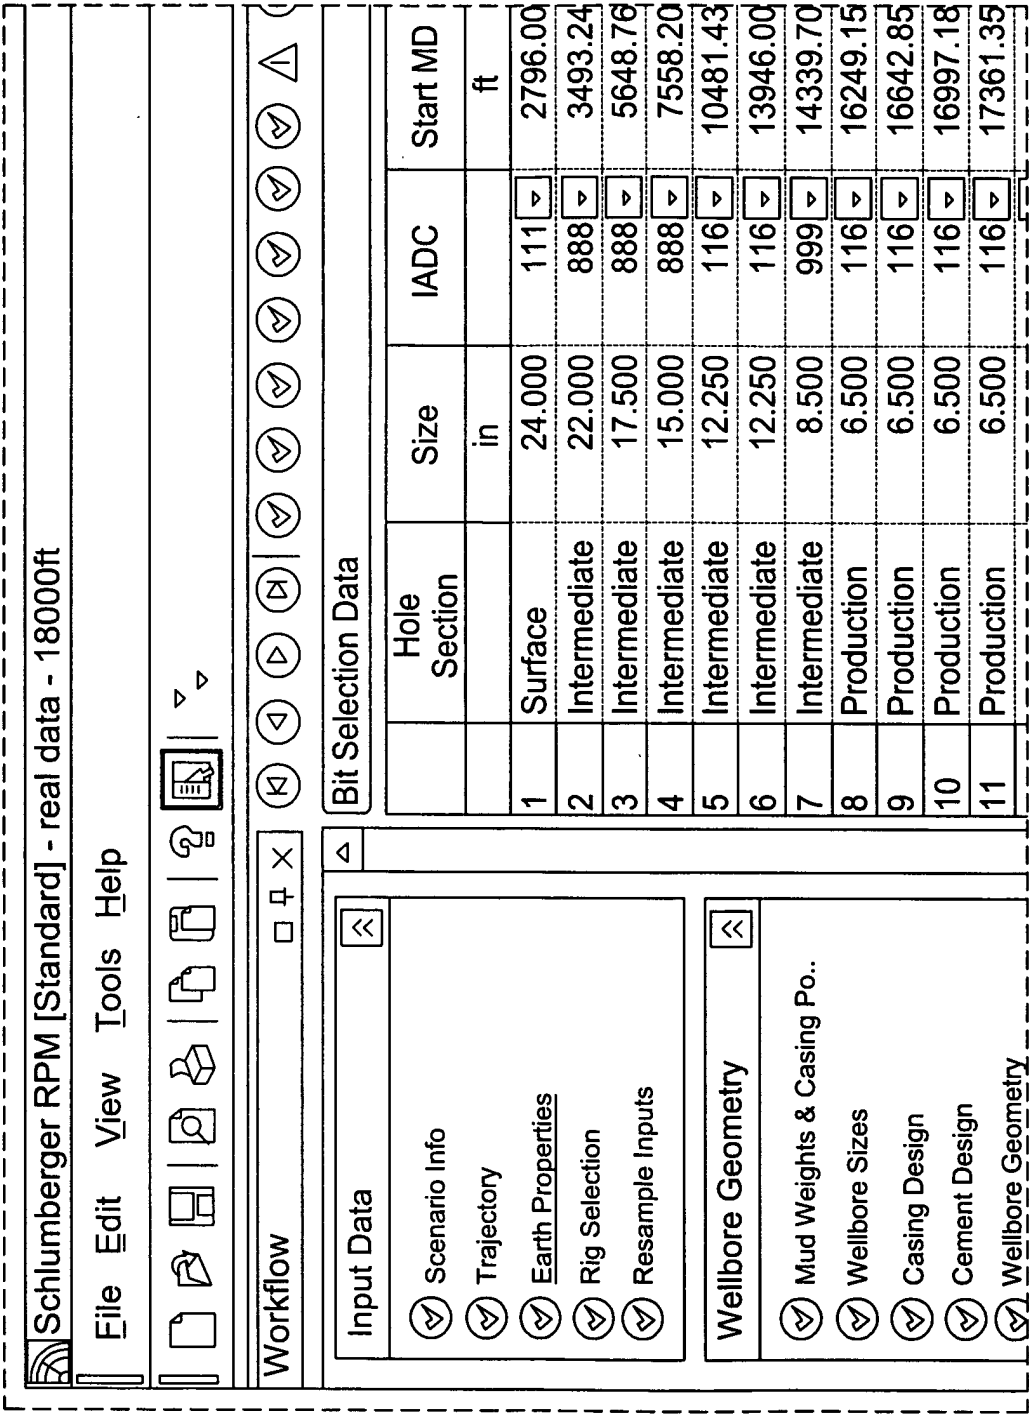 Schlumberger RPM [Standard] - real data - 18000ft
File Edit View Tools Help
Workflow
Input Data
Scenario Info
Trajectory
Earth Properties
Rig Selection
Resample Inputs
Wellbore Geometry
Mud Weights & Casing Po..
Wellbore Sizes
Casing Design
Cement Design
Wellbore Geometry
Bit Selection Data
Hole Section Size IADC Start MD
in ft
1 Surface 24.000 111 2796.00
2 Intermediate 22.000 888 3493.24
3 Intermediate 17.500 888 5648.76
4 Intermediate 15.000 888 7558.20
5 Intermediate 12.250 116 10481.43
6 Intermediate 12.250 116 13946.00
7 Intermediate 8.500 999 14339.70
8 Production 6.500 116 16249.15
9 Production 6.500 116 16642.85
10 Production 6.500 116 16997.18
11 Production 6.500 116 17361.35